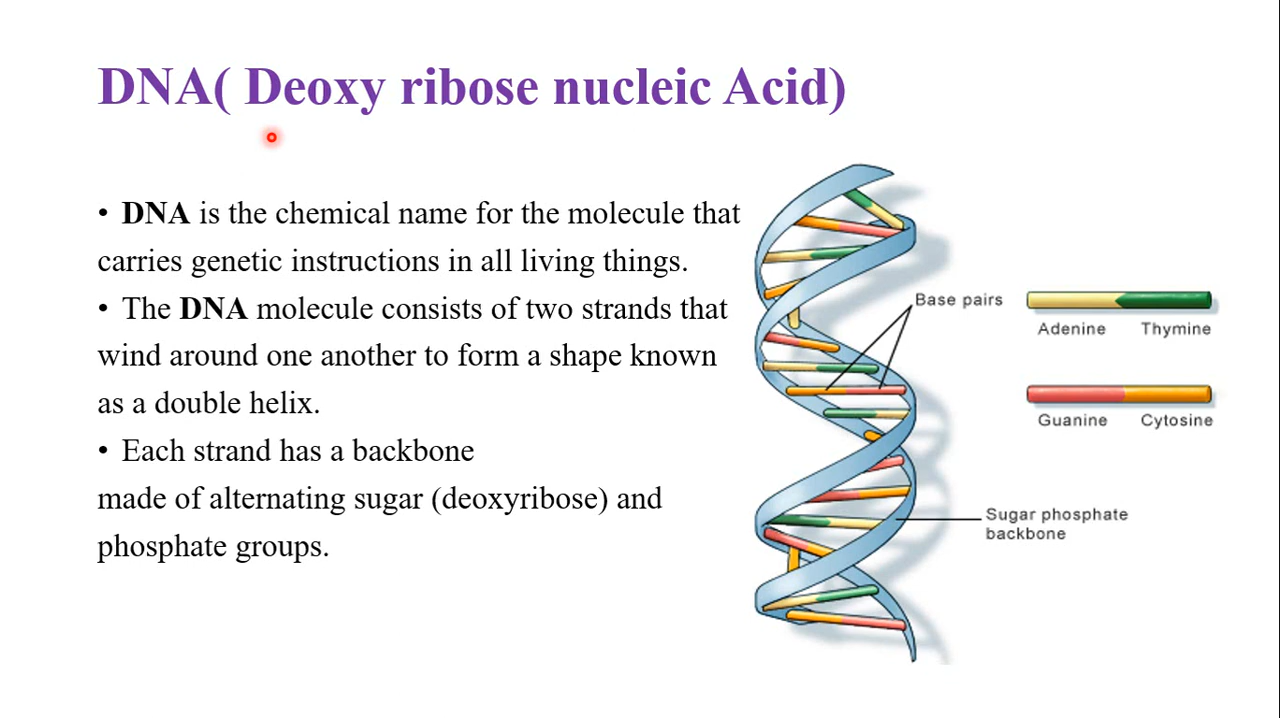 DNA( Deoxy ribose nucleic Acid)
• DNA is the chemical name for the molecule that
carries genetic instructions in all living things.
• The DNA molecule consists of two strands that
wind around one another to form a shape known
as a double helix.
• Each strand has a backbone
made of alternating sugar (deoxyribose) and
phosphate groups.
Base pairs
Adenine Thymine
Guanine Cytosine
Sugar phosphate
backbone